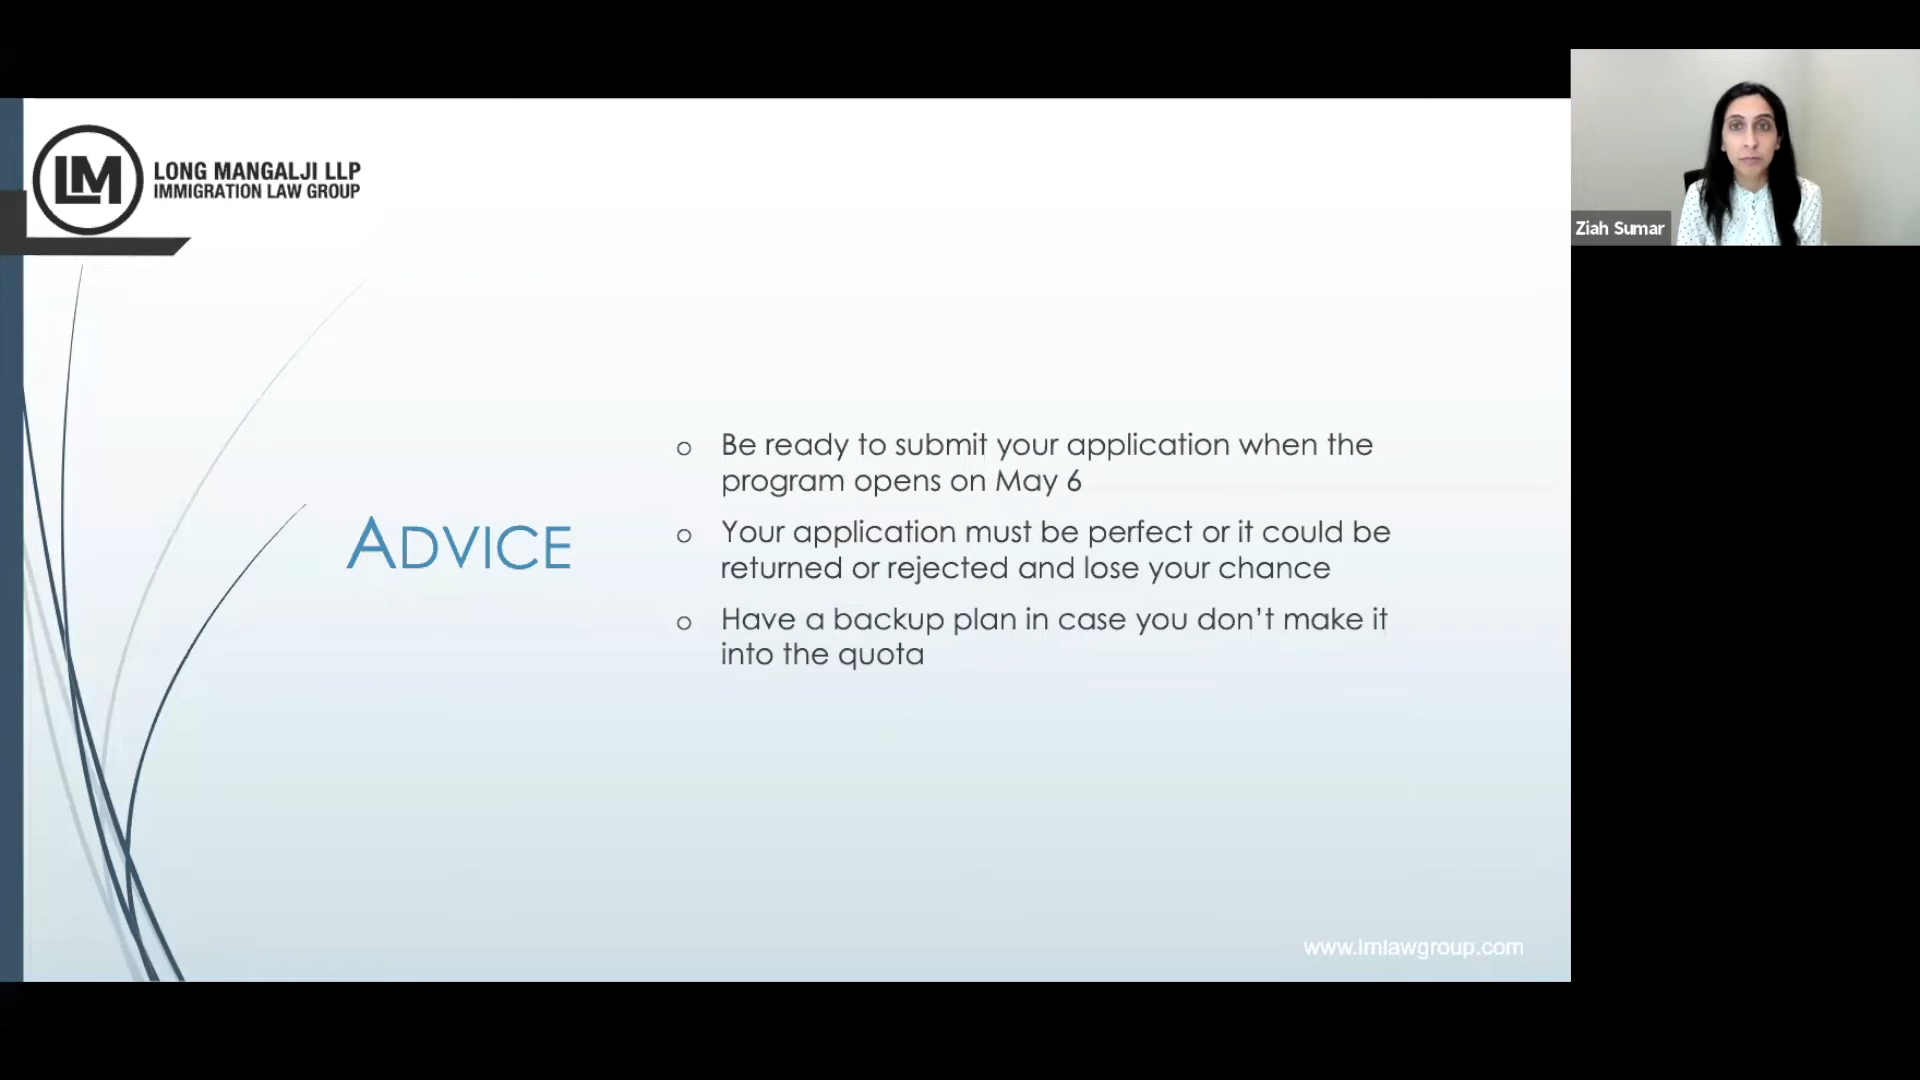 LM
LONG MANGALJI LLP
IMMIGRATION LAW GROUP
Ziah Sumar
ADVICE
o Be ready to submit your application when the
program opens on May 6
o Your application must be perfect or it could be
returned or rejected and lose your chance
o Have a backup plan in case you don’t make it
into the quota
www.lmlawgroup.com